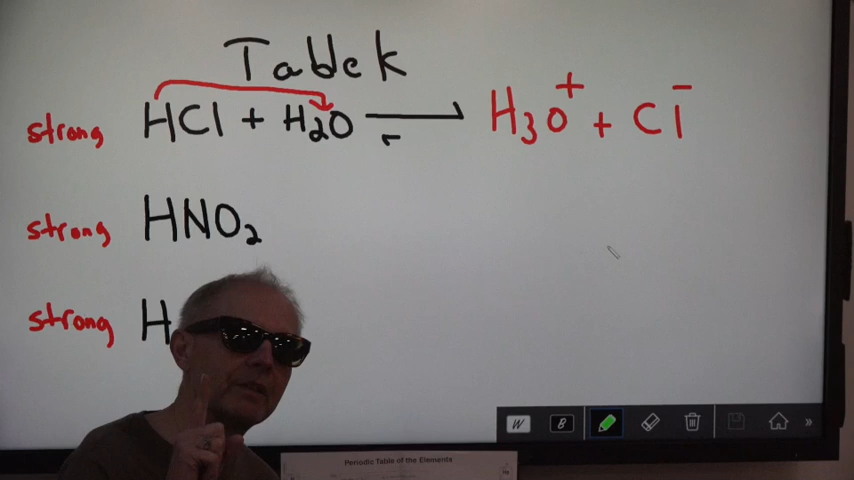 Table K
strong HCl + H₂O ⇌ H₃O⁺ + Cl⁻
strong HNO₂
strong H
W B »
Periodic Table of the Elements